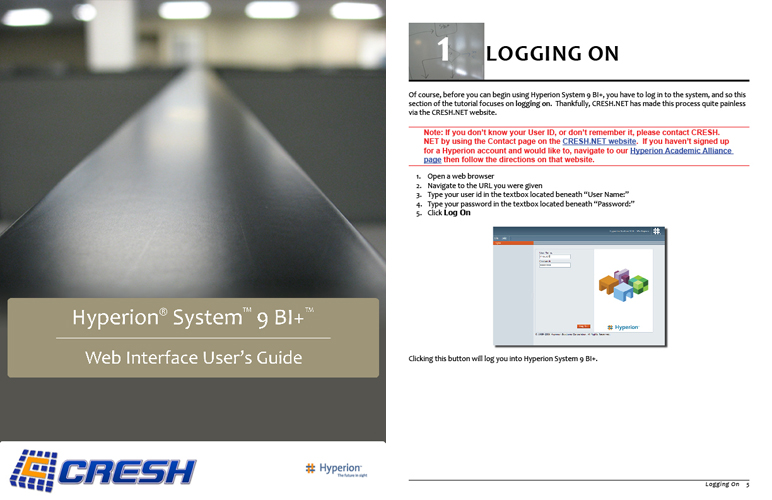 Hyperion® System™ 9 BI+™
Web Interface User's Guide
CRESH
Hyperion
The future in sight
1 LOGGING ON
Of course, before you can begin using Hyperion System 9 BI+, you have to log in to the system, and so this
section of the tutorial focuses on logging on. Thankfully, CRESH.NET has made this process quite painless
via the CRESH.NET website.
Note: If you don't know your User ID, or don't remember it, please contact CRESH.
NET by using the Contact page on the CRESH.NET website. If you haven't signed up
for a Hyperion account and would like to, navigate to our Hyperion Academic Alliance
page then follow the directions on that website.
1. Open a web browser
2. Navigate to the URL you were given
3. Type your user id in the textbox located beneath “User Name:”
4. Type your password in the textbox located beneath “Password:”
5. Click Log On
Hyperion
Clicking this button will log you into Hyperion System 9 BI+.
Logging On 5